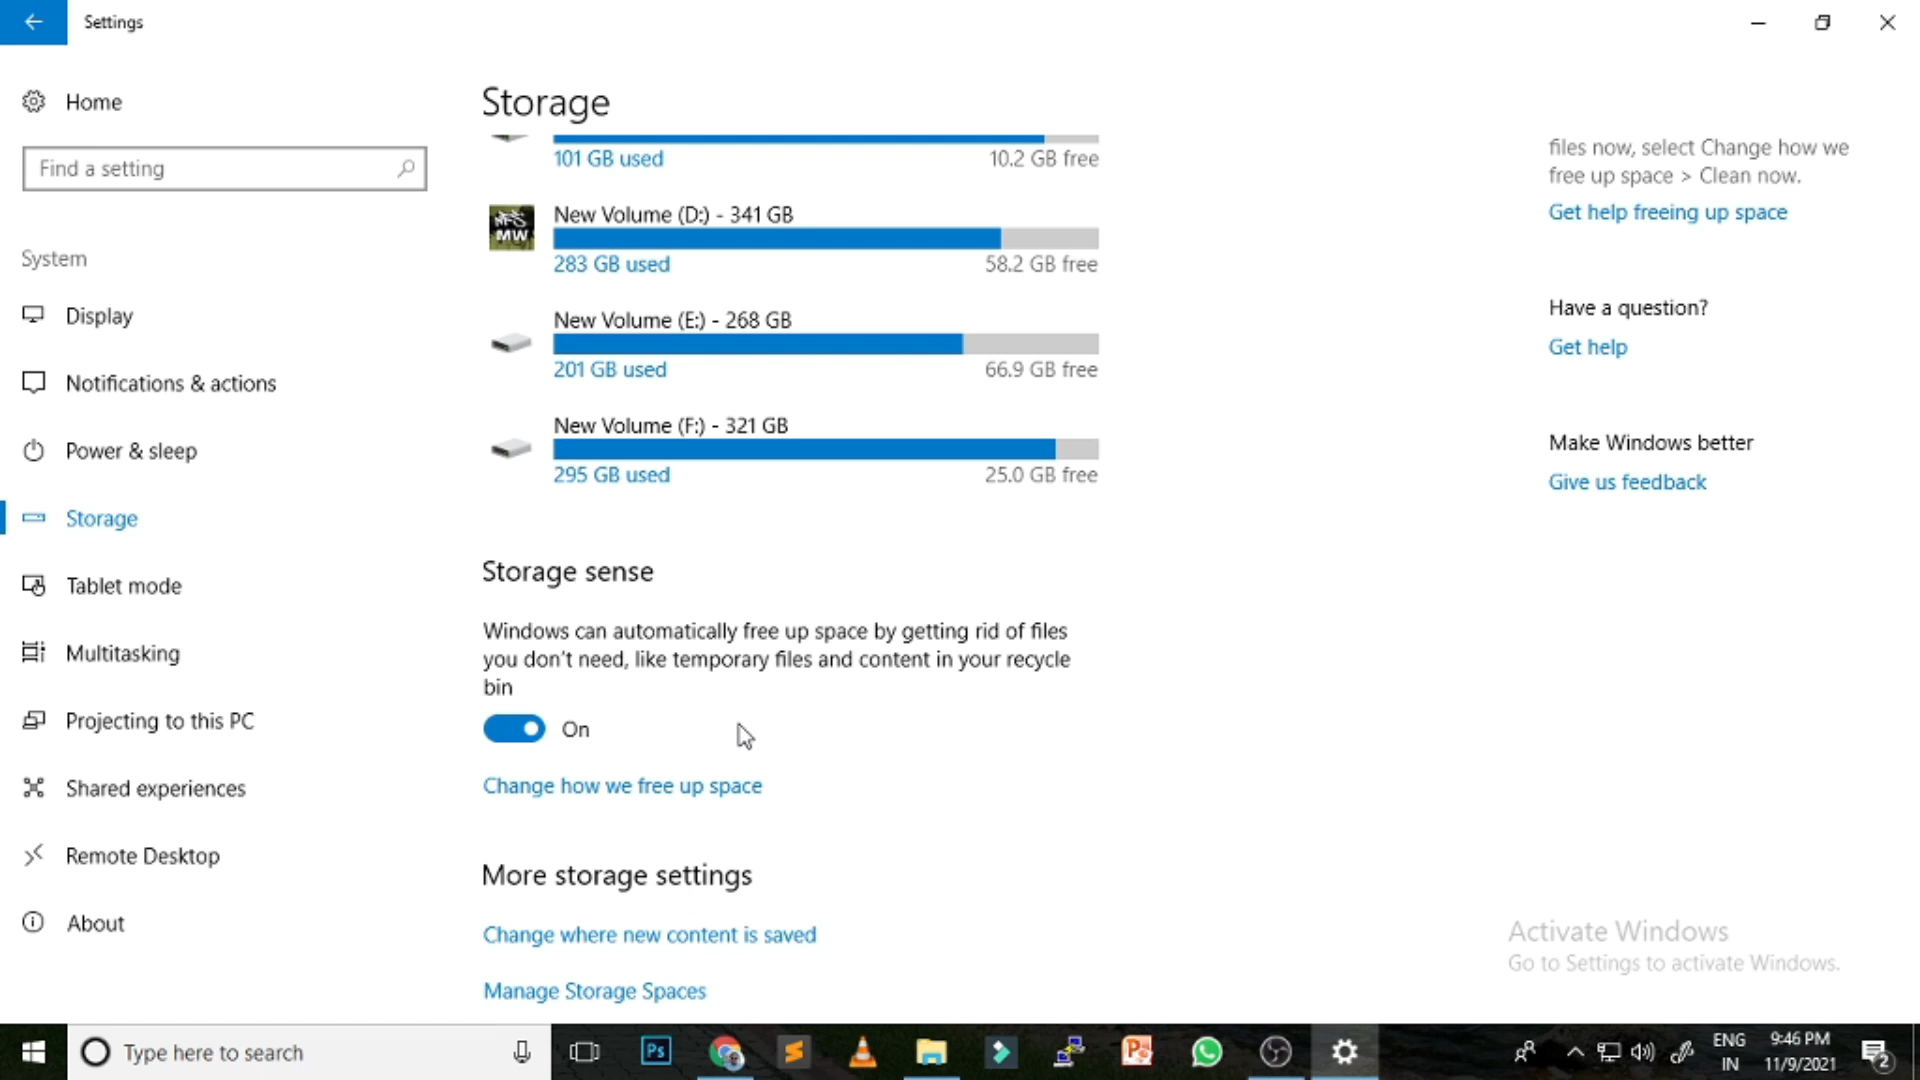 Settings
Home
Find a setting
System
Display
Notifications & actions
Power & sleep
Storage
Tablet mode
Multitasking
Projecting to this PC
Shared experiences
Remote Desktop
About
Storage
101 GB used 10.2 GB free
New Volume (D:) - 341 GB
283 GB used 58.2 GB free
New Volume (E:) - 268 GB
201 GB used 66.9 GB free
New Volume (F:) - 321 GB
295 GB used 25.0 GB free
Storage sense
Windows can automatically free up space by getting rid of files
you don't need, like temporary files and content in your recycle
bin
On
Change how we free up space
More storage settings
Change where new content is saved
Manage Storage Spaces
files now, select Change how we
free up space > Clean now.
Get help freeing up space
Have a question?
Get help
Make Windows better
Give us feedback
Activate Windows
Go to Settings to activate Windows.
Type here to search
Ps
ENG
IN
9:46 PM
11/9/2021
2
NFS
MW